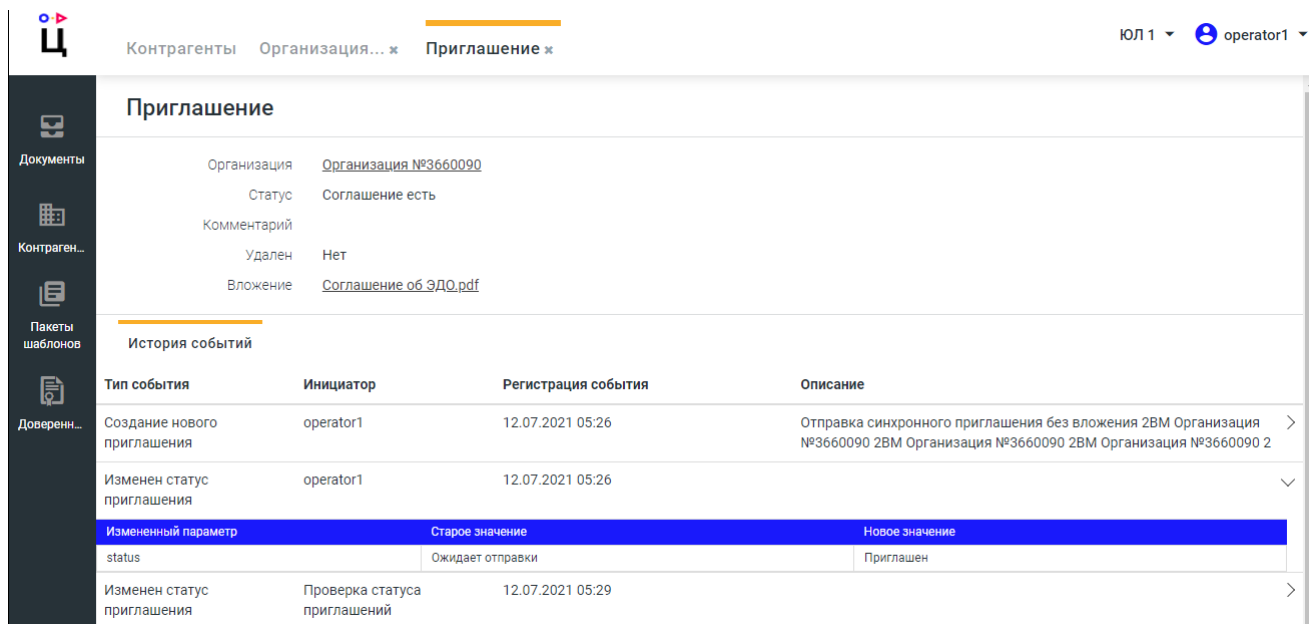 Ц
Контрагенты Организация... × Приглашение × ЮЛ 1 operator1
Приглашение
Документы
Контраген...
Пакеты
шаблонов
Доверенн...
Организация Организация №3660090
Статус Соглашение есть
Комментарий
Удален Нет
Вложение Соглашение об ЭДО.pdf
История событий
Тип события Инициатор Регистрация события Описание
Создание нового operator1 12.07.2021 05:26 Отправка синхронного приглашения без вложения 2ВМ Организация
приглашения №3660090 2ВМ Организация №3660090 2ВМ Организация №3660090 2
Изменен статус operator1 12.07.2021 05:26
приглашения
Измененный параметр Старое значение Новое значение
status Ожидает отправки Приглашен
Изменен статус Проверка статуса 12.07.2021 05:29
приглашения приглашений